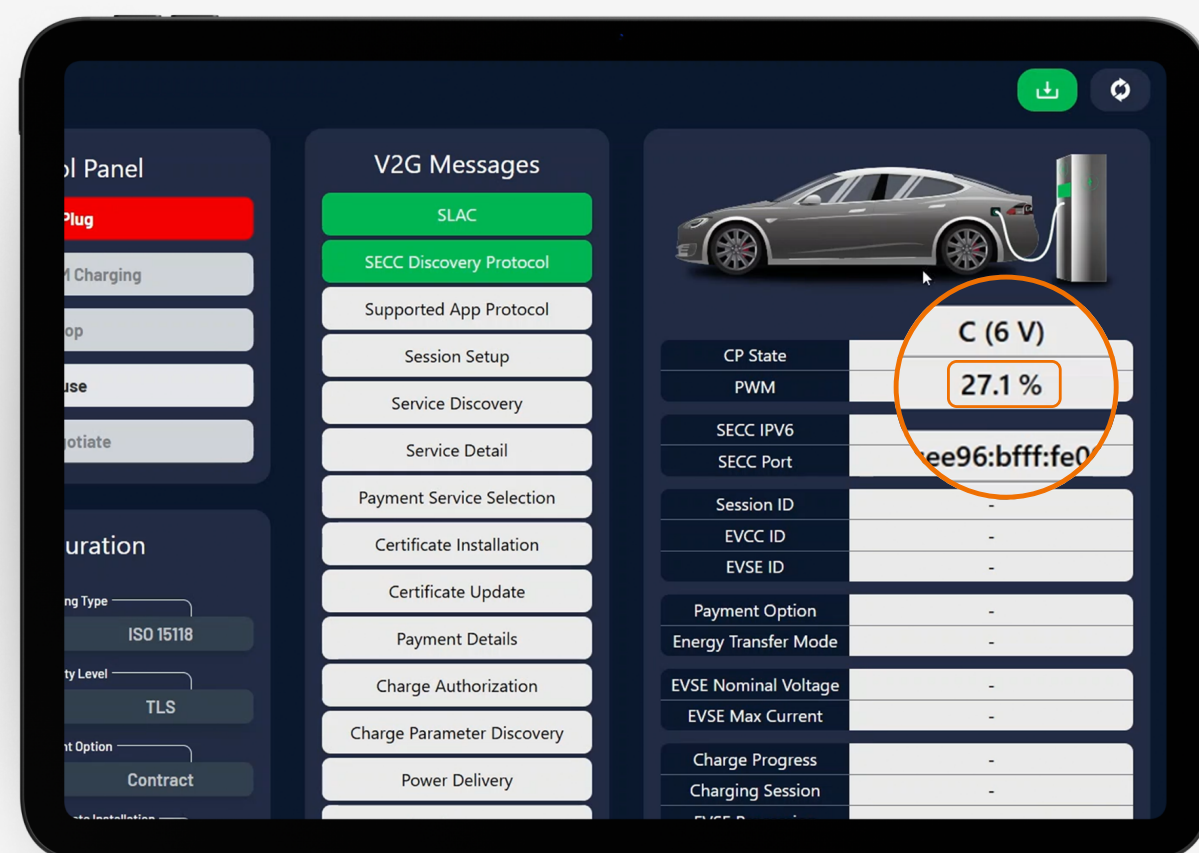 ol Panel
Plug
M Charging
op
use
gotiate
uration
ng Type
ISO 15118
ty Level
TLS
nt Option
Contract
V2G Messages
SLAC
SECC Discovery Protocol
Supported App Protocol
Session Setup
Service Discovery
Service Detail
Payment Service Selection
Certificate Installation
Certificate Update
Payment Details
Charge Authorization
Charge Parameter Discovery
Power Delivery
CP State C (6 V)
PWM 27.1 %
SECC IPV6
SECC Port ee96:bfff:fe0
Session ID -
EVCC ID -
EVSE ID -
Payment Option -
Energy Transfer Mode -
EVSE Nominal Voltage -
EVSE Max Current -
Charge Progress -
Charging Session -